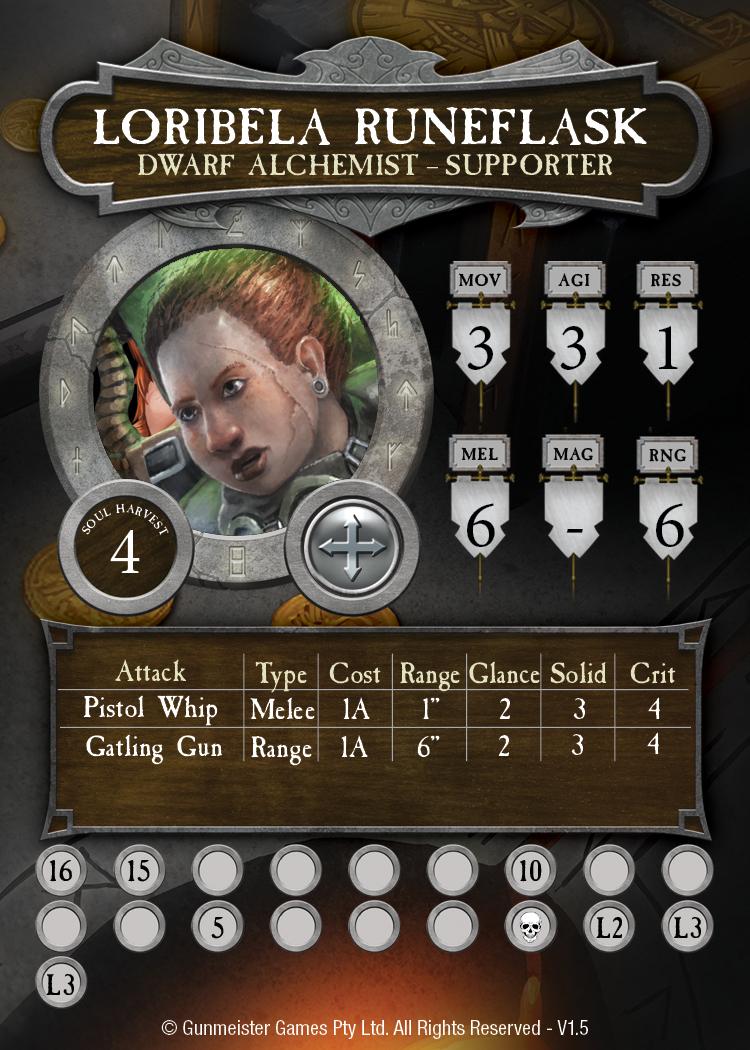 LORIBELA RUNEFLASK
DWARF ALCHEMIST – SUPPORTER
MOV AGI RES
3 3 1
MEL MAG RNG
6 - 6
SOUL HARVEST
4
Attack Type Cost Range Glance Solid Crit
Pistol Whip Melee 1A 1” 2 3 4
Gatling Gun Range 1A 6” 2 3 4
16 15 10
5 L2 L3
L3
© Gunmeister Games Pty Ltd. All Rights Reserved - V1.5